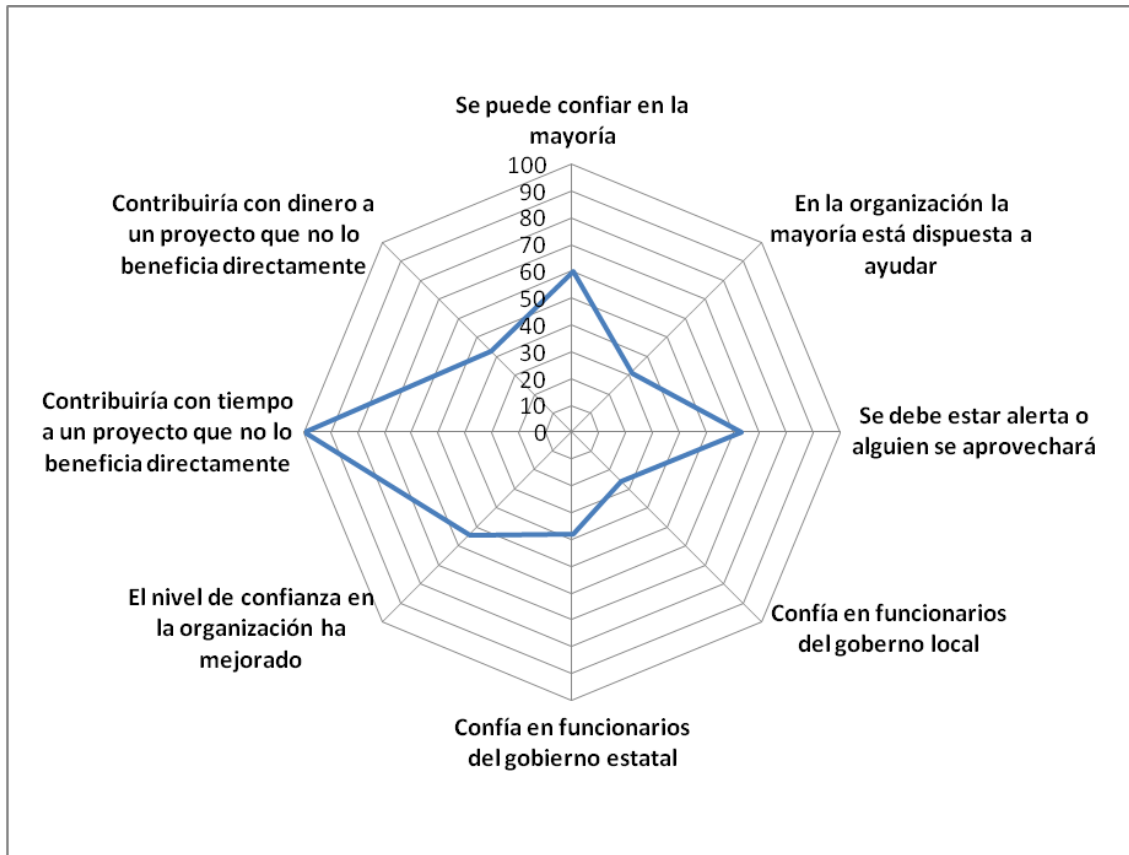 Se puede confiar en la
mayoría
100
90
80
70
60
50
40
30
20
10
0
En la organización la
mayoría está dispuesta a
ayudar
Se debe estar alerta o
alguien se aprovechará
Confía en funcionarios
del goberno local
Confía en funcionarios
del gobierno estatal
El nivel de confianza en
la organización ha
mejorado
Contribuiría con tiempo
a un proyecto que no lo
beneficia directamente
Contribuiría con dinero a
un proyecto que no lo
beneficia directamente